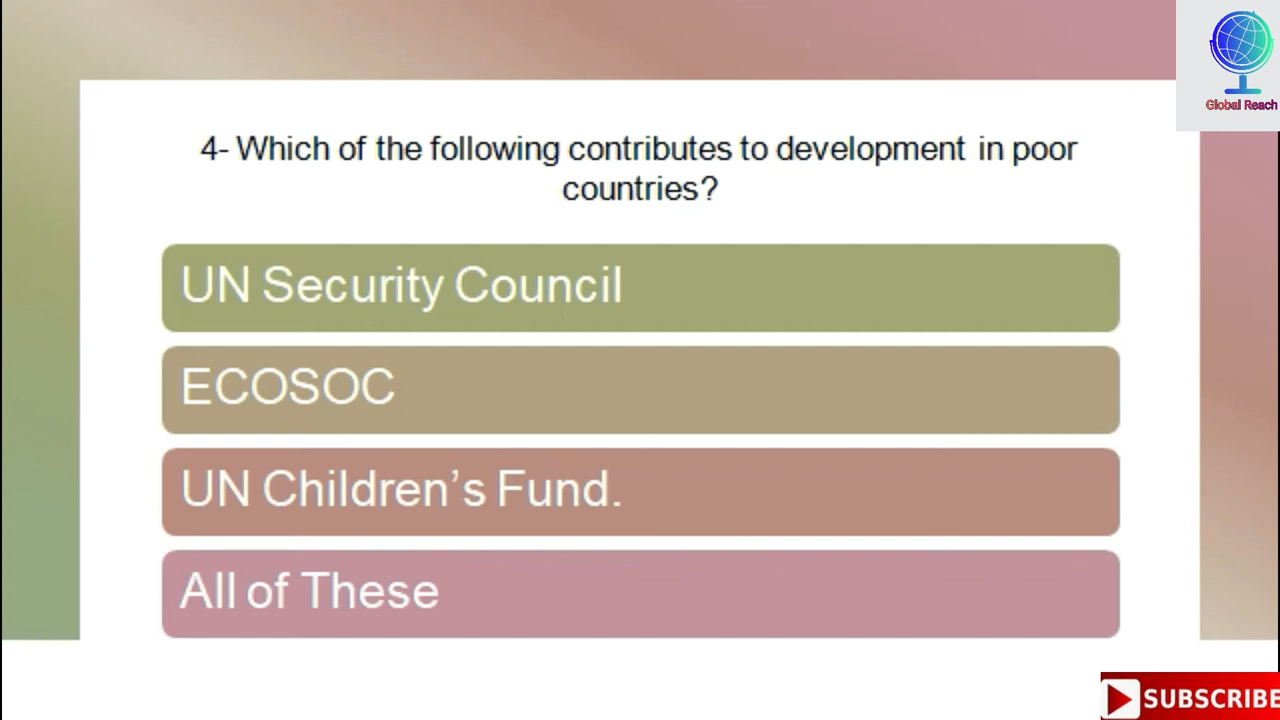 Global Reach
4- Which of the following contributes to development in poor
countries?
UN Security Council
ECOSOC
UN Children’s Fund.
All of These
SUBSCRIBE